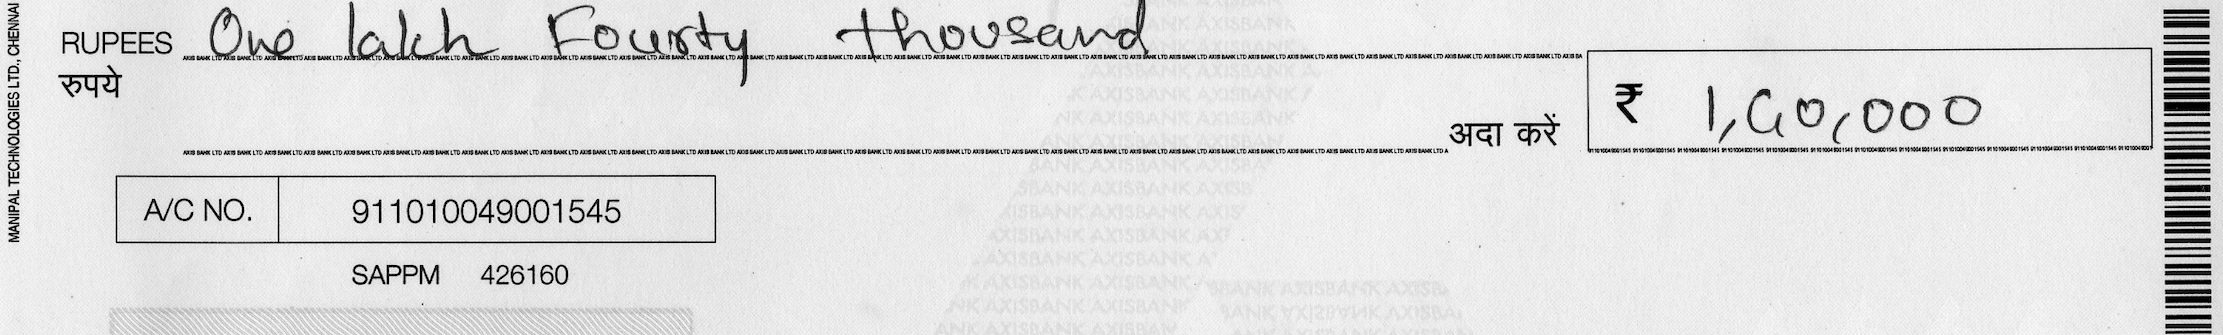 MANIPAL TECHNOLOGIES LTD., CHENNAI
RUPEES One lakh Fourty thousand
रुपये
अदा करें ₹ 1,40,000
A/C NO. 911010049001545
SAPPM 426160